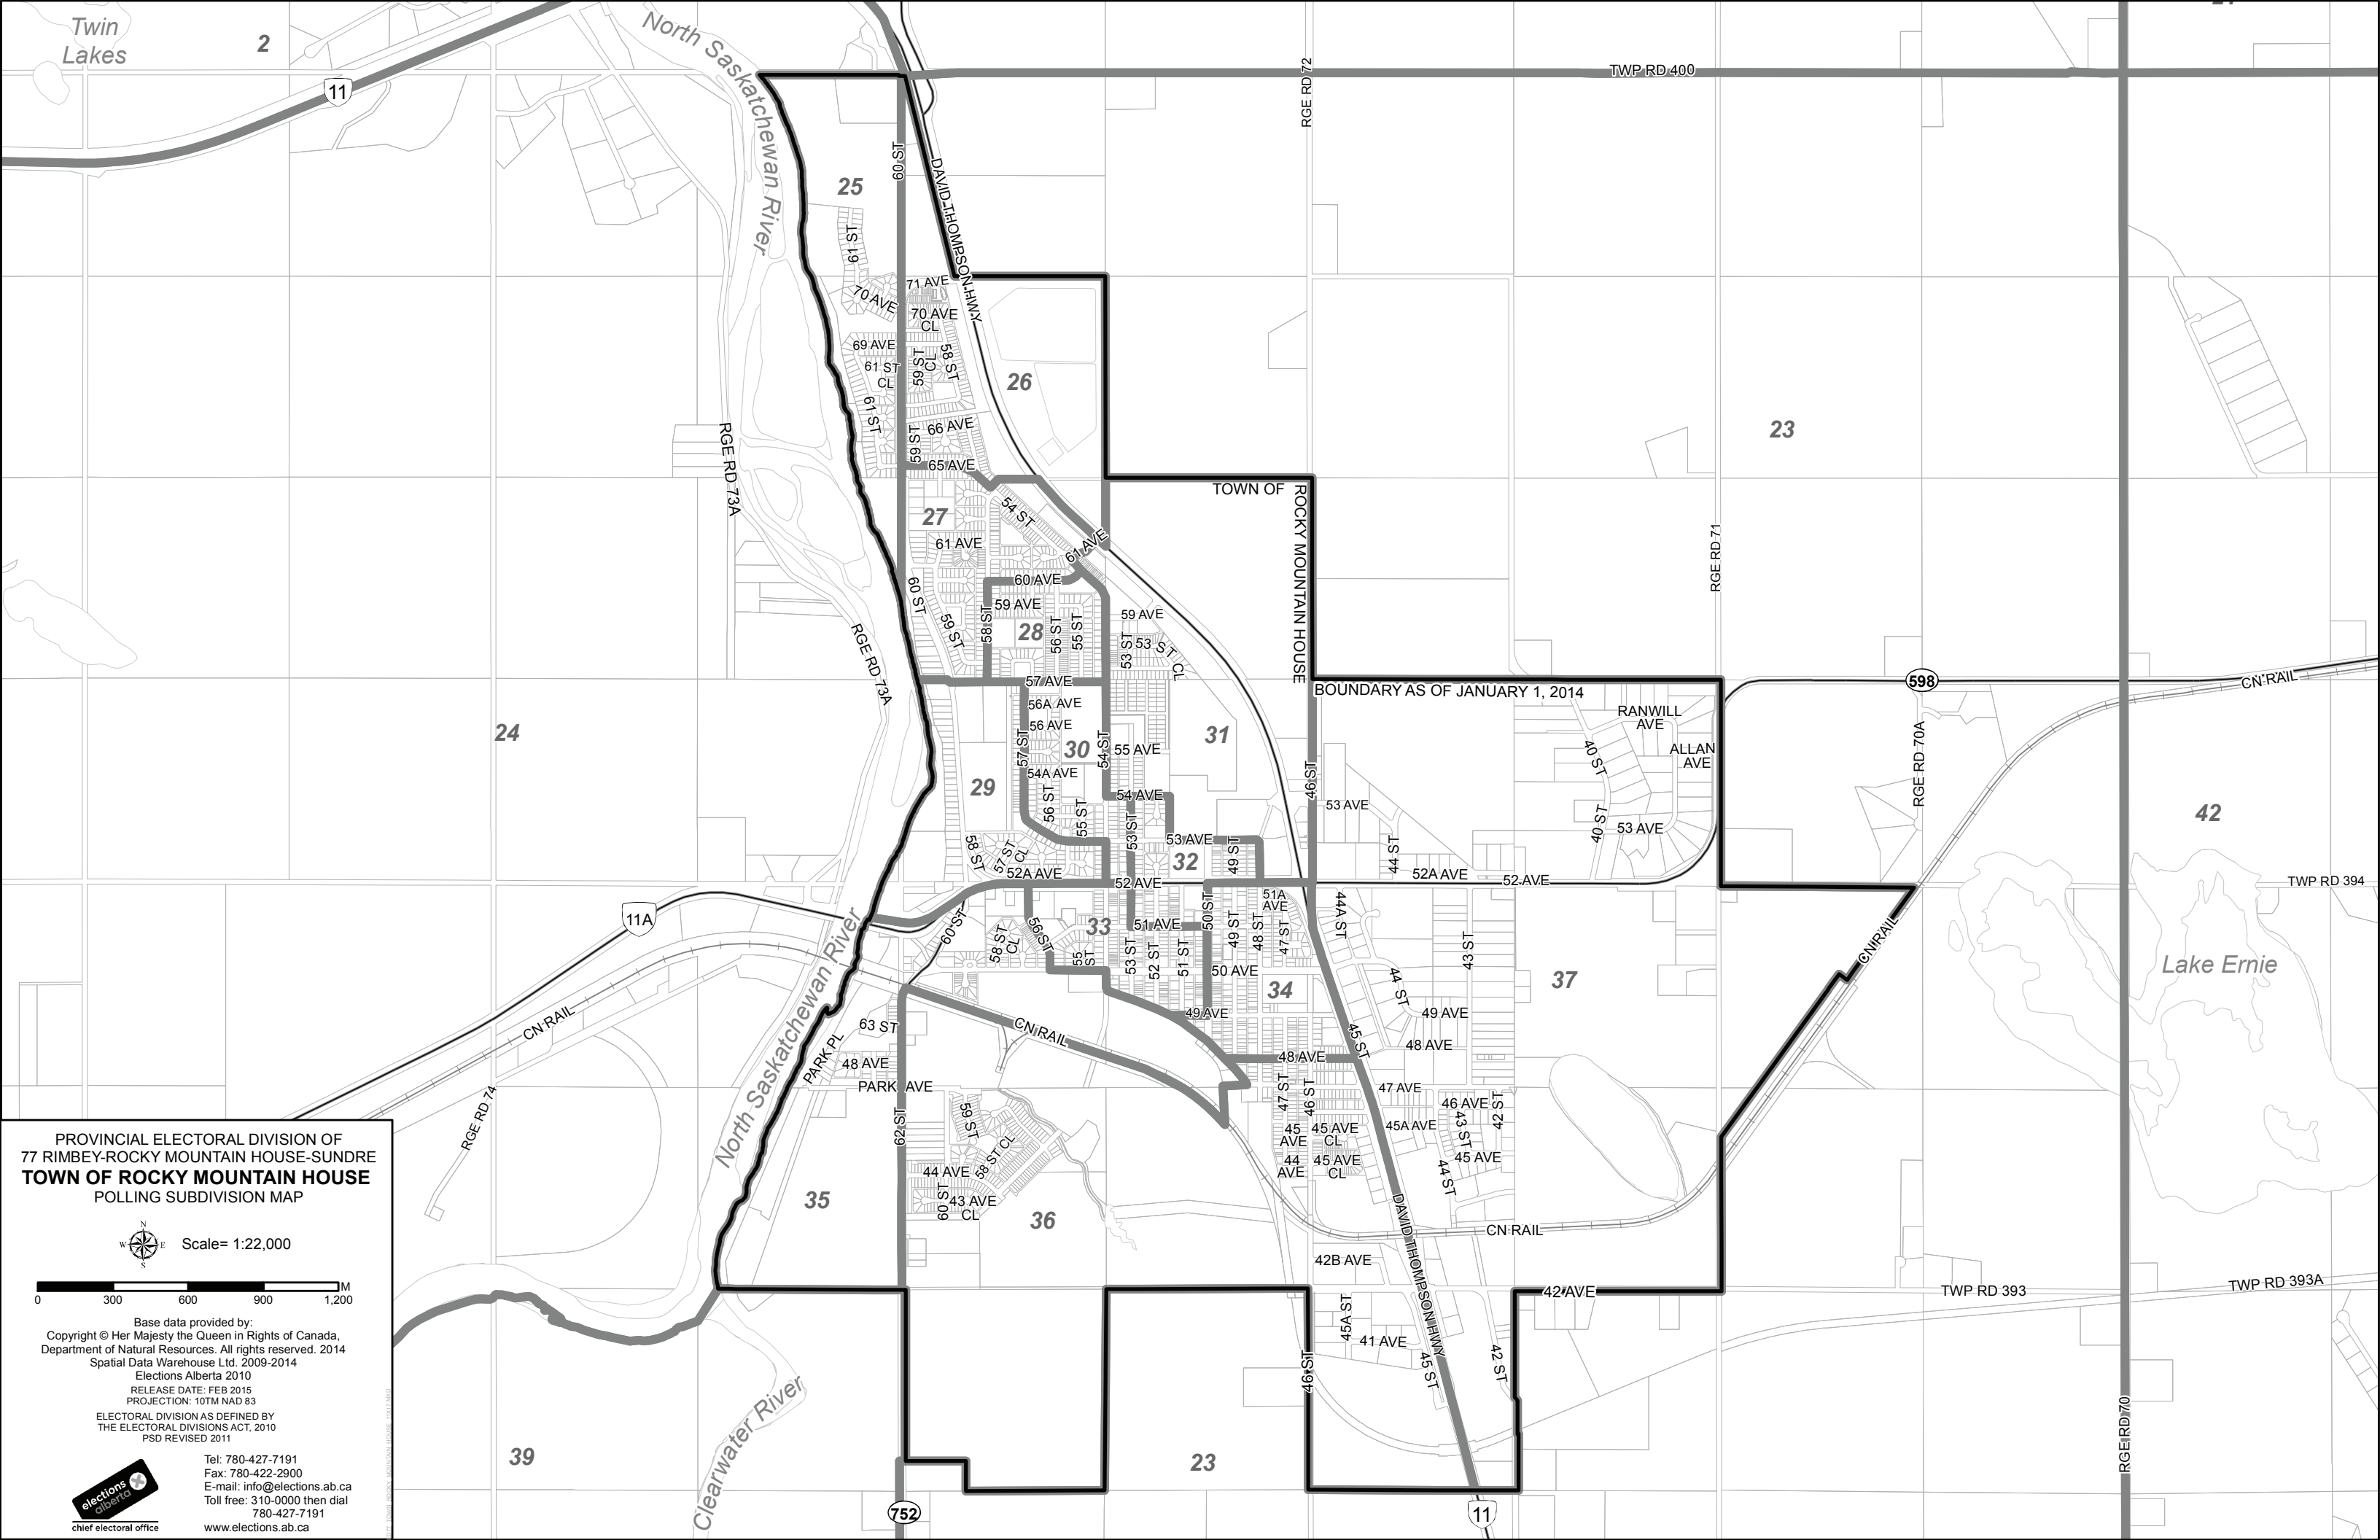 Twin
Lakes
2
North Saskatchewan River
RGE RD 72
TWP RD 400
11
25
60 ST
DAVID THOMPSON HWY
61 ST
71 AVE
70 AVE
70 AVE
CL
69 AVE
61 ST
CL
59 ST
CL
58 ST
26
61 ST
59 ST
66 AVE
65 AVE
23
RGE RD 73A
TOWN OF
ROCKY MOUNTAIN HOUSE
27
54 ST
61 AVE
61 AVE
RGE RD 71
60 AVE
60 ST
59 AVE
59 ST
58 ST
28
56 ST
55 ST
59 AVE
53 ST
53 ST CL
RGE RD 73A
57 AVE
BOUNDARY AS OF JANUARY 1, 2014
598
CN RAIL
56A AVE
56 AVE
RANWILL
AVE
24
57 ST
30
54 ST
55 AVE
31
40 ST
ALLAN
AVE
RGE RD 70A
54A AVE
29
46 ST
56 ST
55 ST
54 AVE
53 ST
53 AVE
40 ST
53 AVE
42
58 ST
57 ST
CL
53 AVE
32
49 ST
44 ST
52A AVE
52 AVE
52A AVE
52 AVE
TWP RD 394
11A
60 ST
58 ST
CL
56 ST
33
55
ST
51 AVE
53 ST
52 ST
51 ST
50 ST
49 ST
48 ST
51A
AVE
47 ST
44A ST
43 ST
CN RAIL
Lake Ernie
50 AVE
34
44 ST
37
CN RAIL
63 ST
CN RAIL
49 AVE
49 AVE
North Saskatchewan River
PARK PL
48 AVE
48 AVE
45 ST
48 AVE
PARK AVE
47 AVE
RGE RD 74
62 ST
59 ST
47 ST
46 ST
46 AVE
42 ST
45
AVE
45 AVE
CL
45A AVE
43 ST
58 ST CL
44 AVE
44
AVE
45 AVE
CL
45 AVE
44 ST
35
60 ST
43 AVE
CL
36
DAVID THOMPSON HWY
CN RAIL
42B AVE
42 AVE
TWP RD 393
TWP RD 393A
45A ST
41 AVE
46 ST
45 ST
42 ST
RGE RD 70
39
Clearwater River
23
752
11
PROVINCIAL ELECTORAL DIVISION OF
77 RIMBEY-ROCKY MOUNTAIN HOUSE-SUNDRE
TOWN OF ROCKY MOUNTAIN HOUSE
POLLING SUBDIVISION MAP
N
W E
S
Scale= 1:22,000
M
0 300 600 900 1,200
Base data provided by:
Copyright © Her Majesty the Queen in Rights of Canada,
Department of Natural Resources. All rights reserved. 2014
Spatial Data Warehouse Ltd. 2009-2014
Elections Alberta 2010
RELEASE DATE: FEB 2015
PROJECTION: 10TM NAD 83
ELECTORAL DIVISION AS DEFINED BY
THE ELECTORAL DIVISIONS ACT, 2010
PSD REVISED 2011
Tel: 780-427-7191
Fax: 780-422-2900
E-mail: info@elections.ab.ca
Toll free: 310-0000 then dial
780-427-7191
www.elections.ab.ca
elections
alberta
chief electoral office